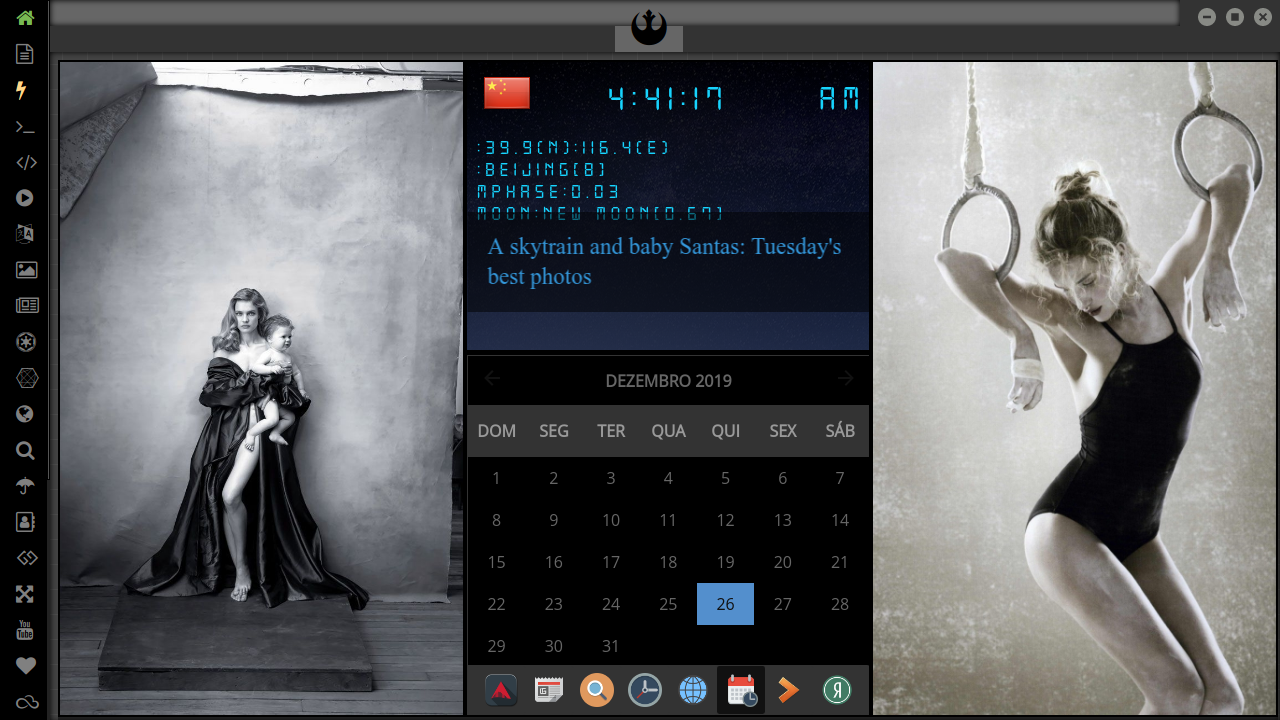 4:41:17 AM
:39.9(N):116.4(E)
:BEIJING(8)
MPHASE:0.03
MOON:NEW MOON(0.67)
A skytrain and baby Santas: Tuesday's
best photos
DEZEMBRO 2019
DOM SEG TER QUA QUI SEX SÁB
1 2 3 4 5 6 7
8 9 10 11 12 13 14
15 16 17 18 19 20 21
22 23 24 25 26 27 28
29 30 31
You
Tube
Я